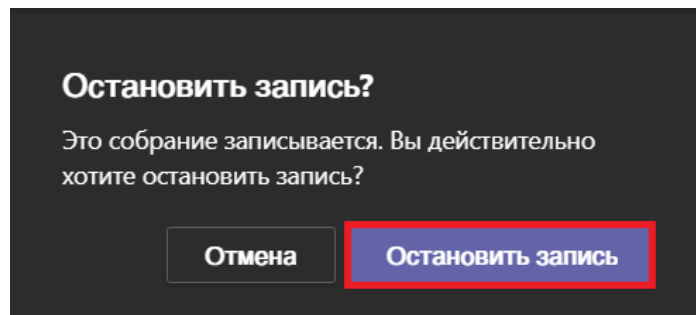 Остановить запись?
Это собрание записывается. Вы действительно
хотите остановить запись?
Отмена
Остановить запись